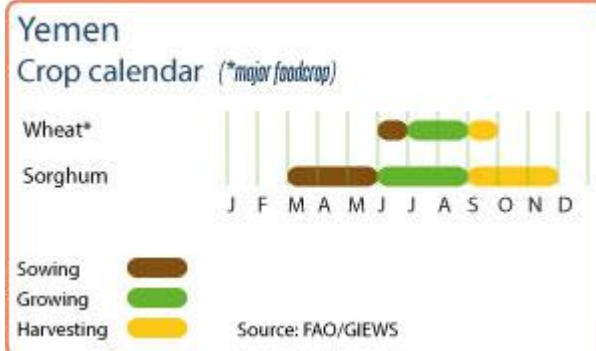 Yemen
Crop calendar (*major foodcrop)
Wheat*
Sorghum
J F M A M J J A S O N D
Sowing
Growing
Harvesting
Source: FAO/GIEWS